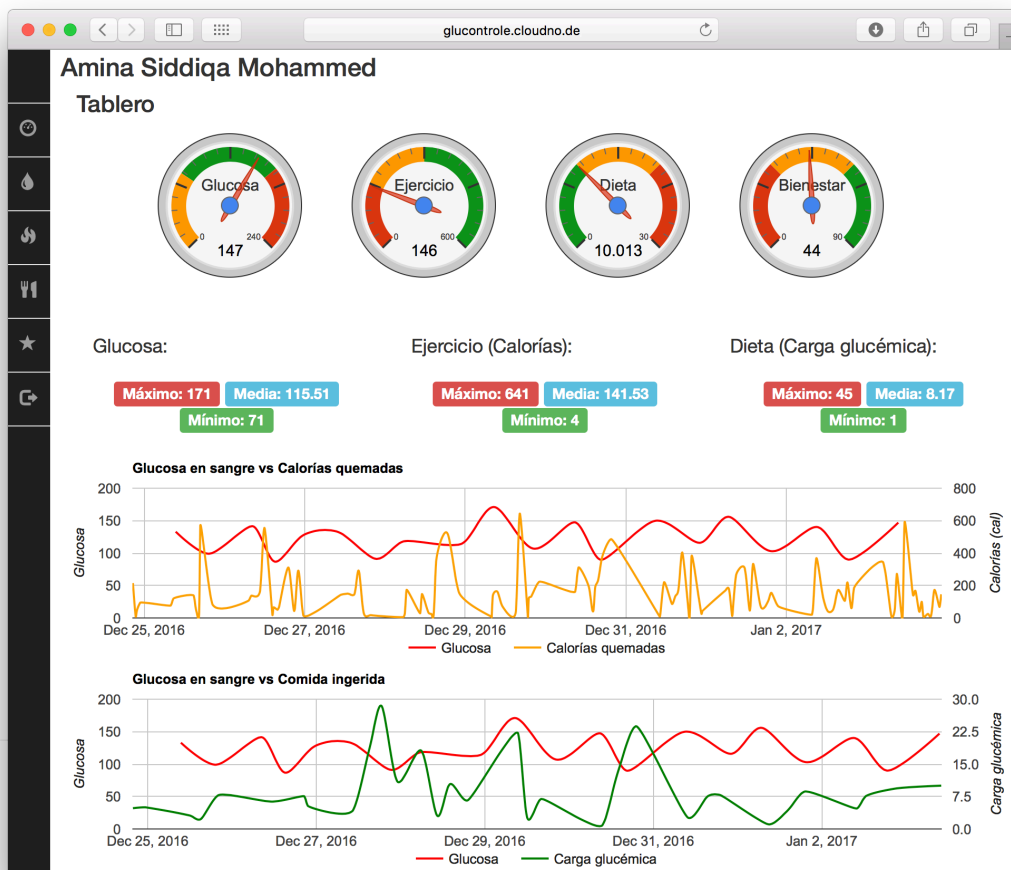 glucontrole.cloudno.de
Amina Siddiqa Mohammed
Tablero
Glucosa Ejercicio Dieta Bienestar
0 240 0 600 0 30 0 90
147 146 10.013 44
Glucosa: Ejercicio (Calorías): Dieta (Carga glucémica):
Máximo: 171 Media: 115.51 Máximo: 641 Media: 141.53 Máximo: 45 Media: 8.17
Mínimo: 71 Mínimo: 4 Mínimo: 1
Glucosa en sangre vs Calorías quemadas
200 800
150 600
Glucosa
100 400
Calorías (cal)
50 200
0 0
Dec 25, 2016 Dec 27, 2016 Dec 29, 2016 Dec 31, 2016 Jan 2, 2017
Glucosa Calorías quemadas
Glucosa en sangre vs Comida ingerida
200 30.0
150 22.5
Glucosa
100 15.0
Carga glucémica
50 7.5
0 0.0
Dec 25, 2016 Dec 27, 2016 Dec 29, 2016 Dec 31, 2016 Jan 2, 2017
Glucosa Carga glucémica